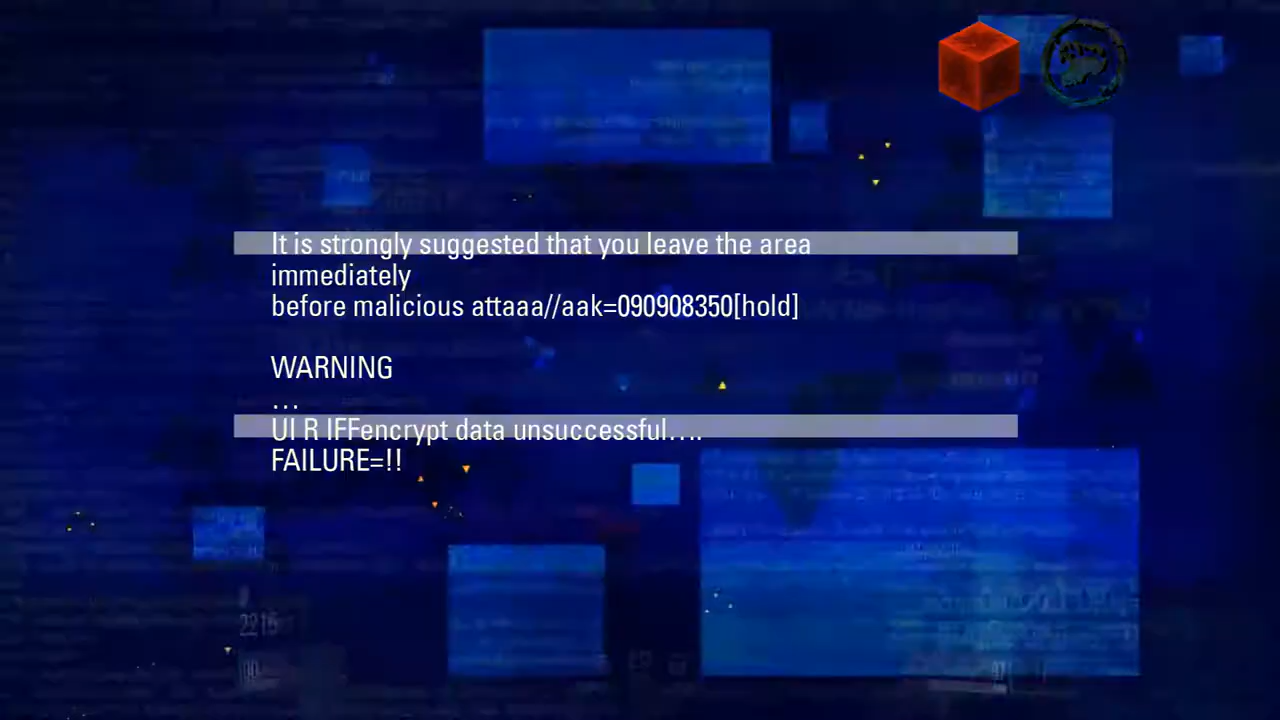 It is strongly suggested that you leave the area
immediately
before malicious attaaa//aak=090908350[hold]
WARNING
...
UI R IFFencrypt data unsuccessful....
FAILURE=!!
2216